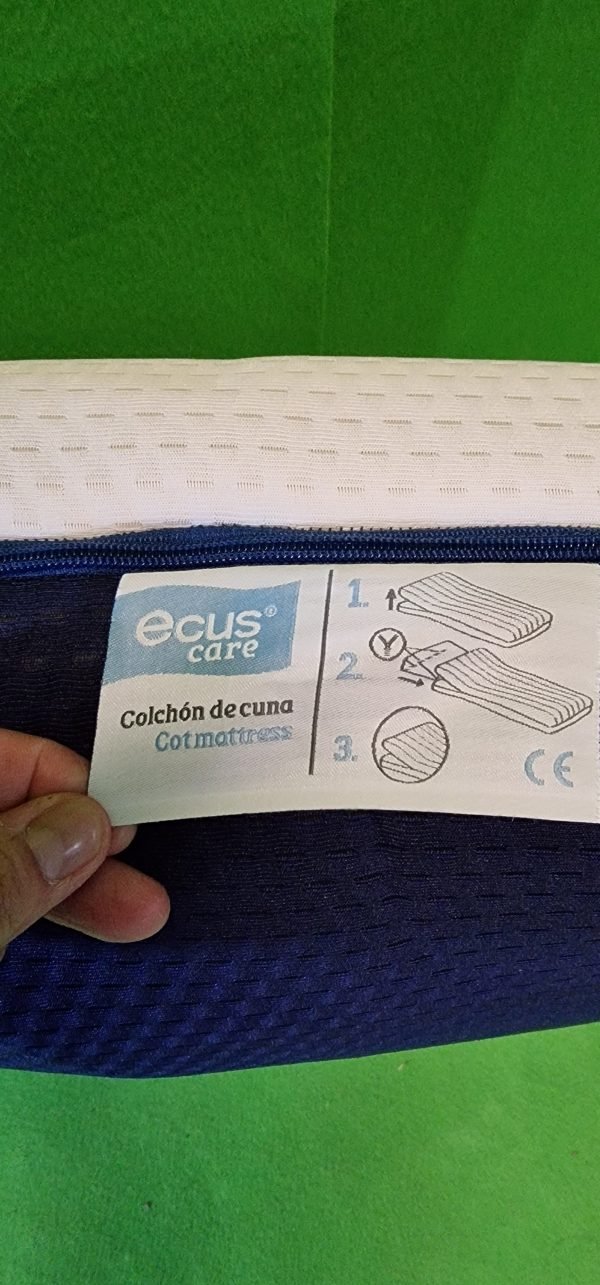 ecus®
care
Colchón de cuna
Cot mattress
1.
2.
Y
3.
CE